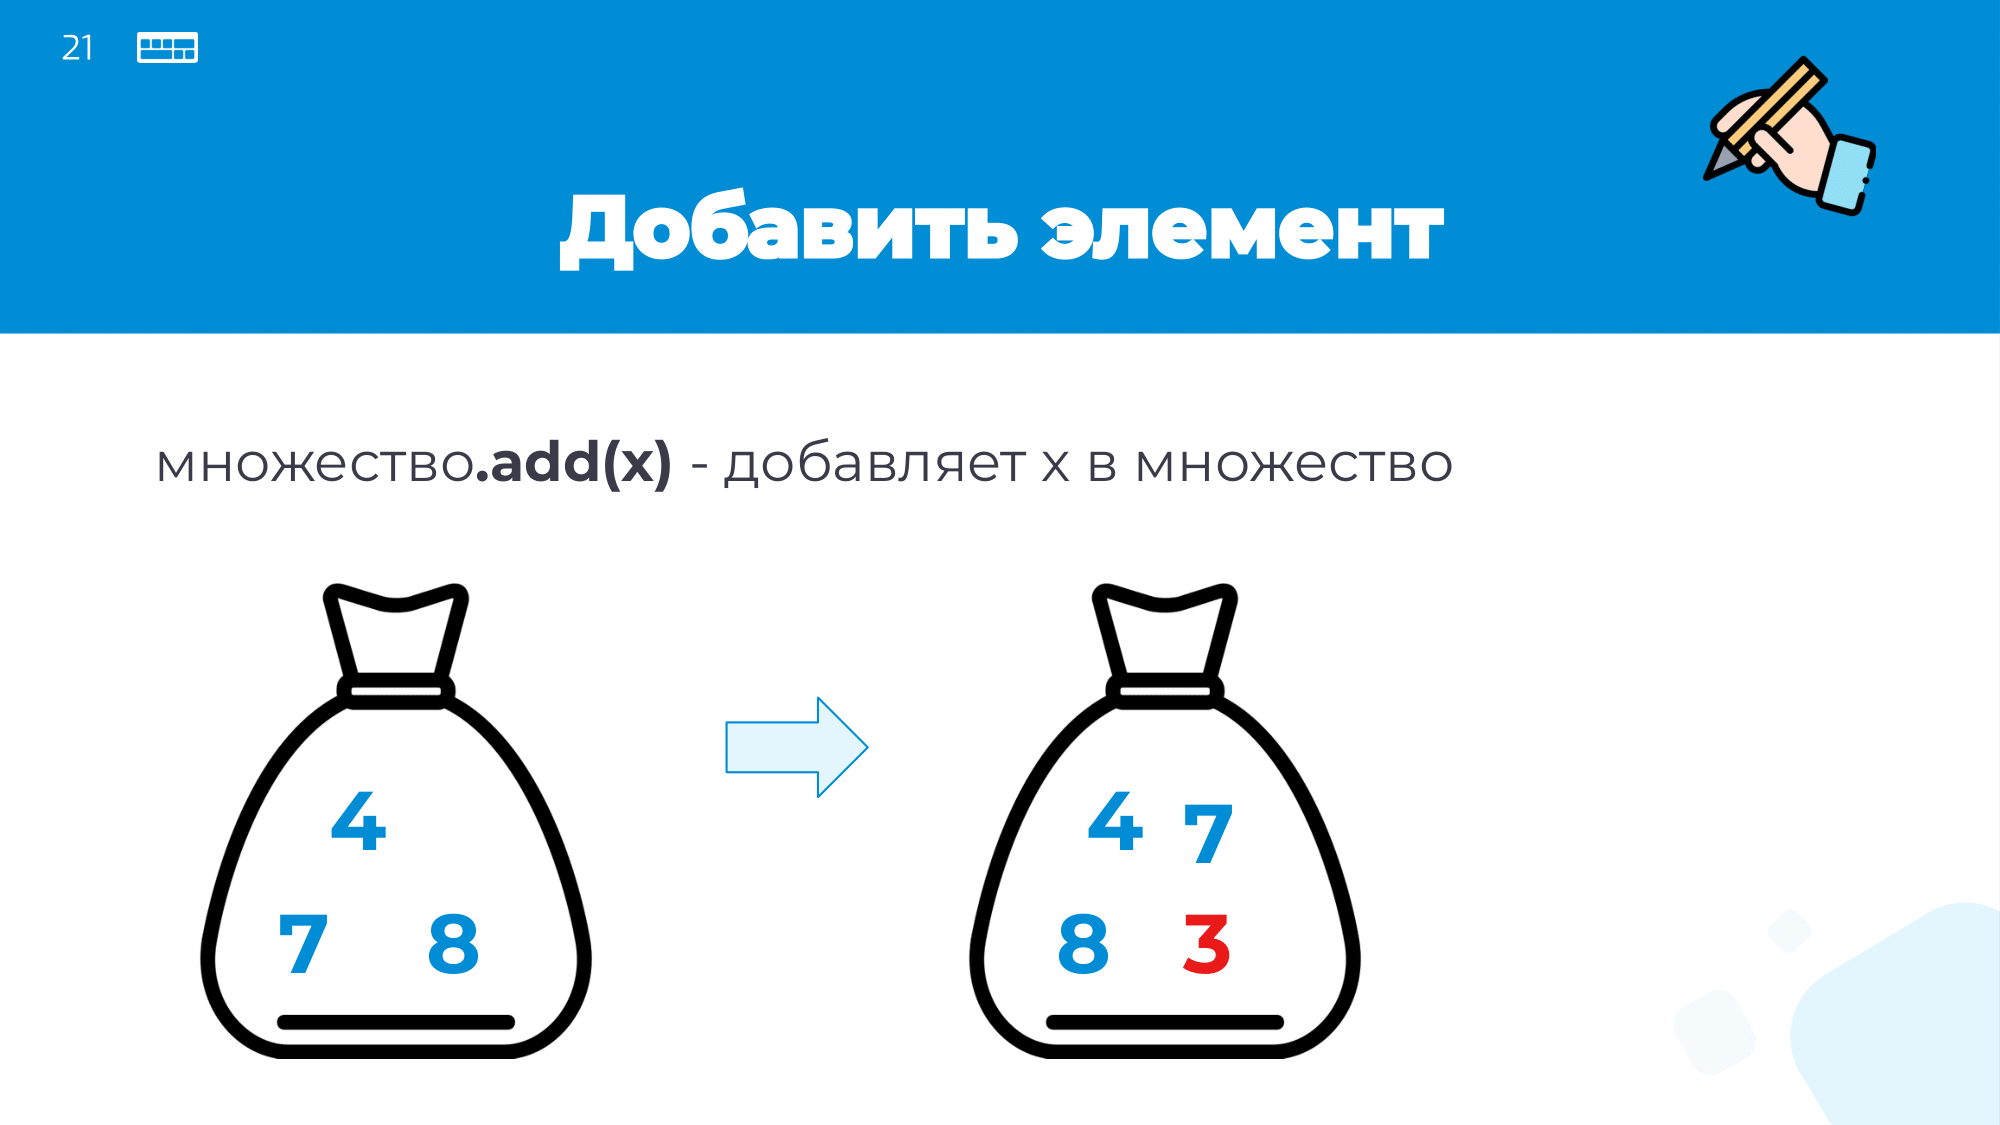 21
Добавить элемент
множество.add(x) - добавляет x в множество
4 4 7
7 8 8 3